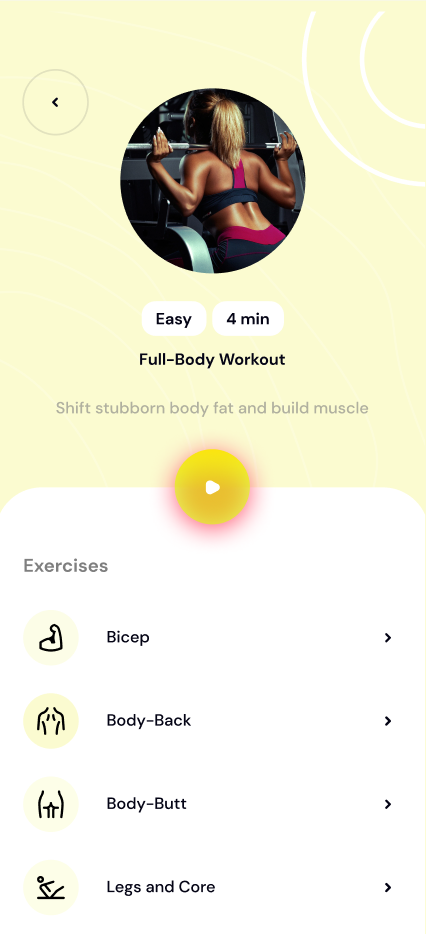 Easy 4 min
Full-Body Workout
Shift stubborn body fat and build muscle
Exercises
Bicep
Body-Back
Body-Butt
Legs and Core